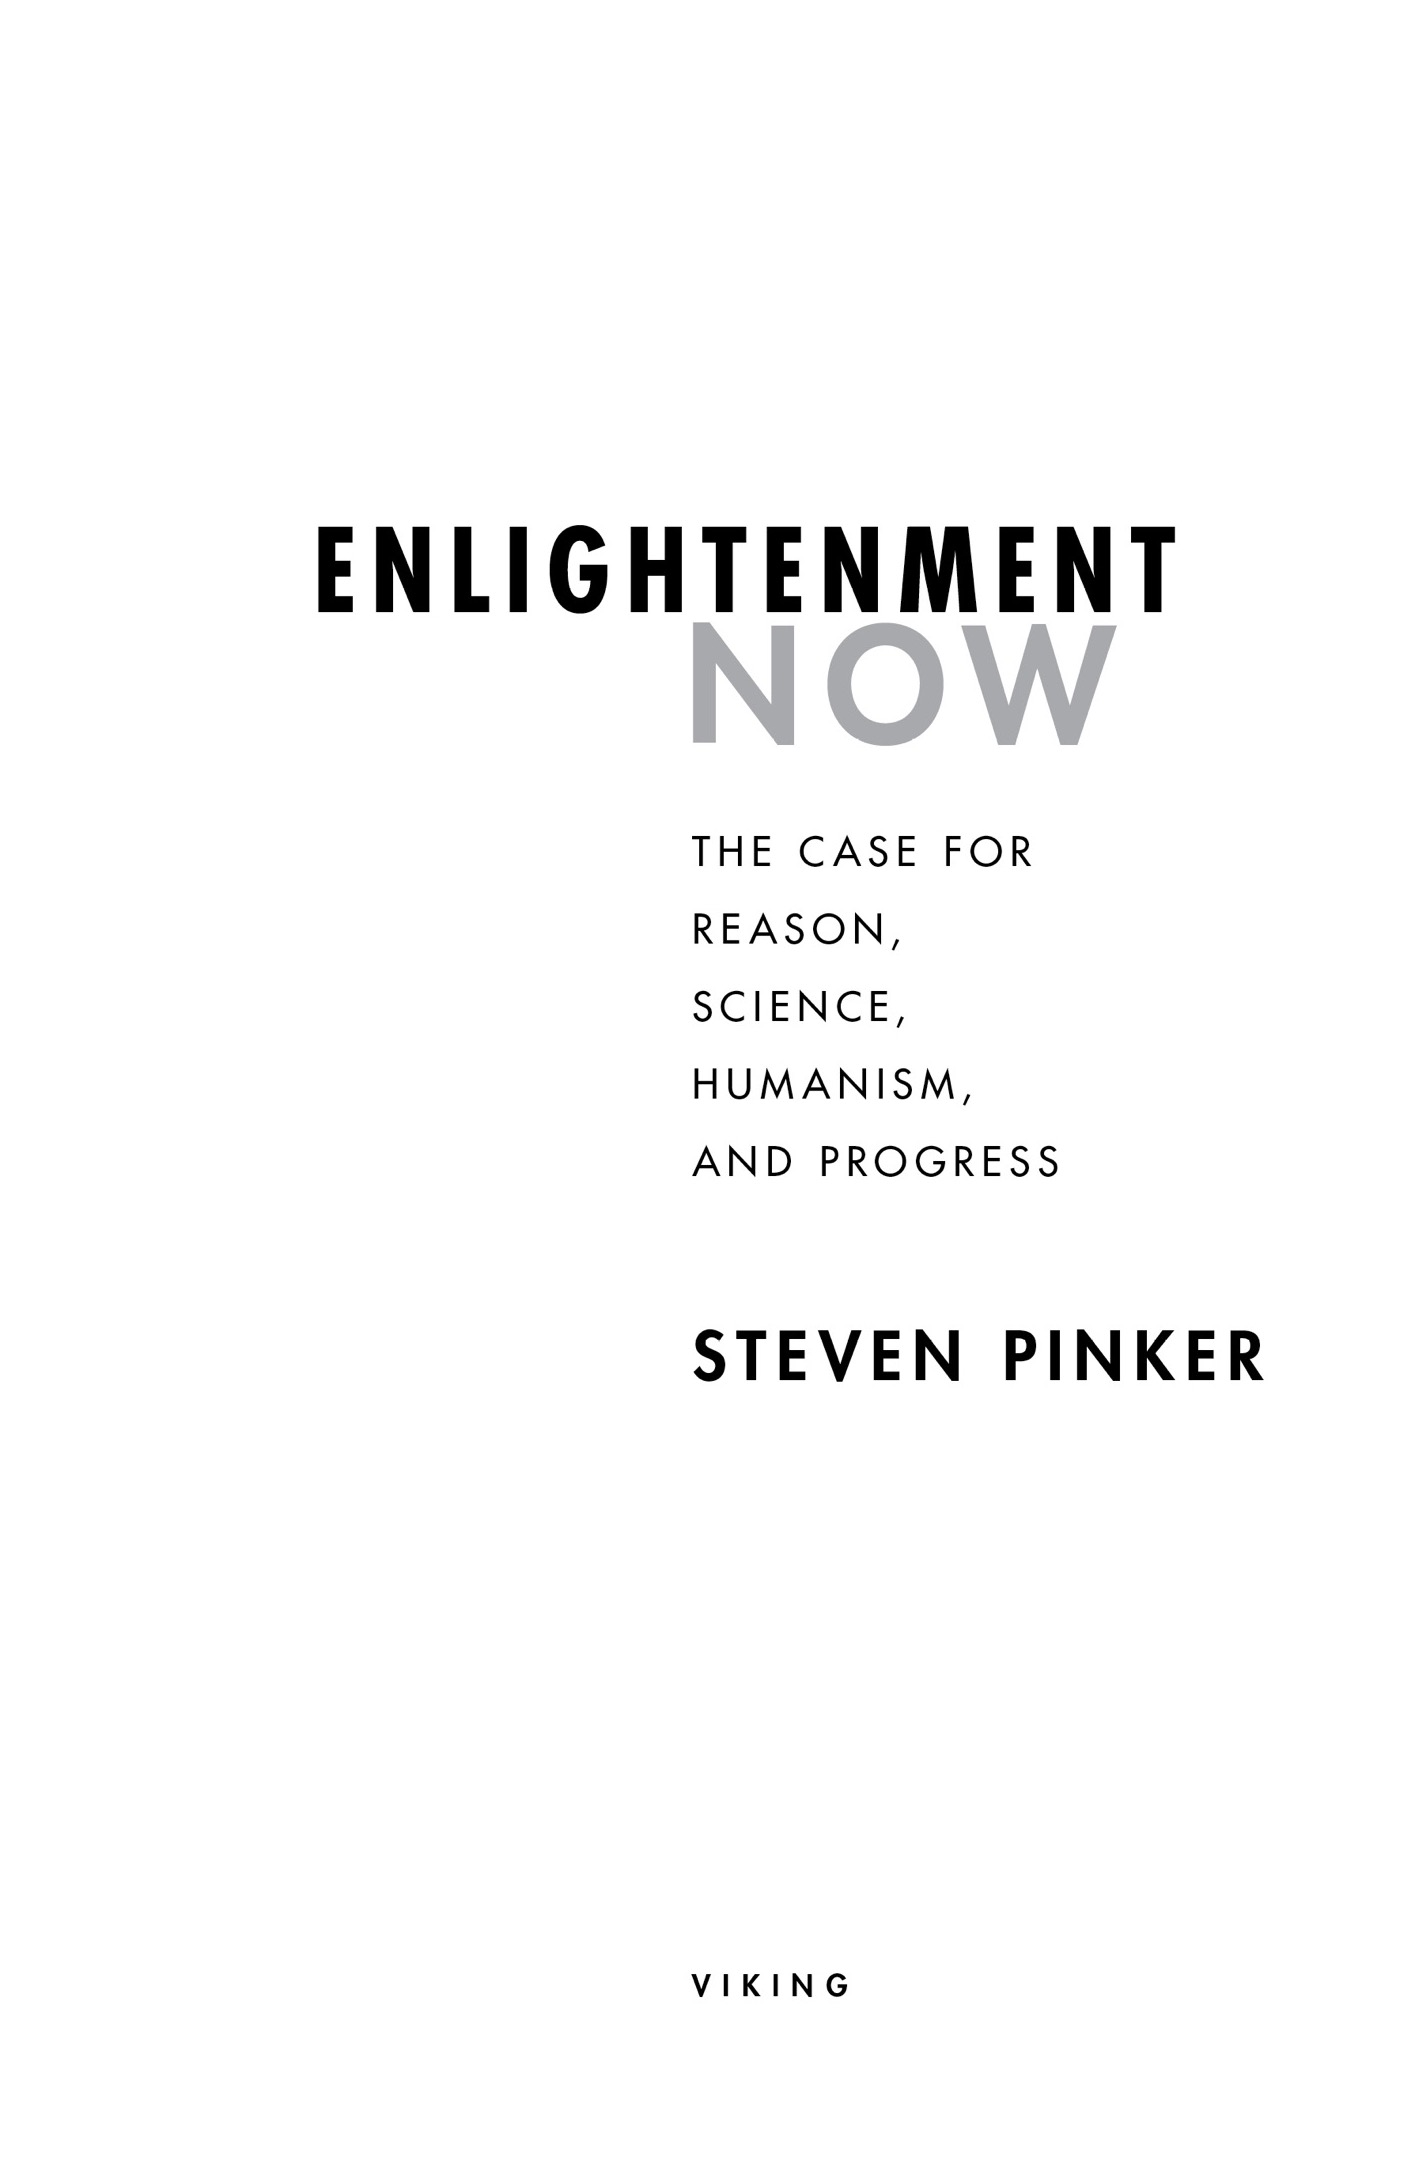 ENLIGHTENMENT
NOW
THE CASE FOR
REASON,
SCIENCE,
HUMANISM,
AND PROGRESS
STEVEN PINKER
VIKING